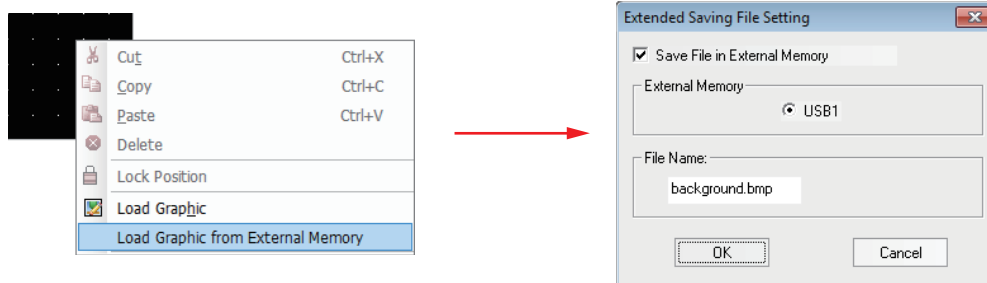 Cut Ctrl+X
Copy Ctrl+C
Paste Ctrl+V
Delete
Lock Position
Load Graphic
Load Graphic from External Memory
Extended Saving File Setting
Save File in External Memory
External Memory
USB1
File Name:
background.bmp
OK Cancel